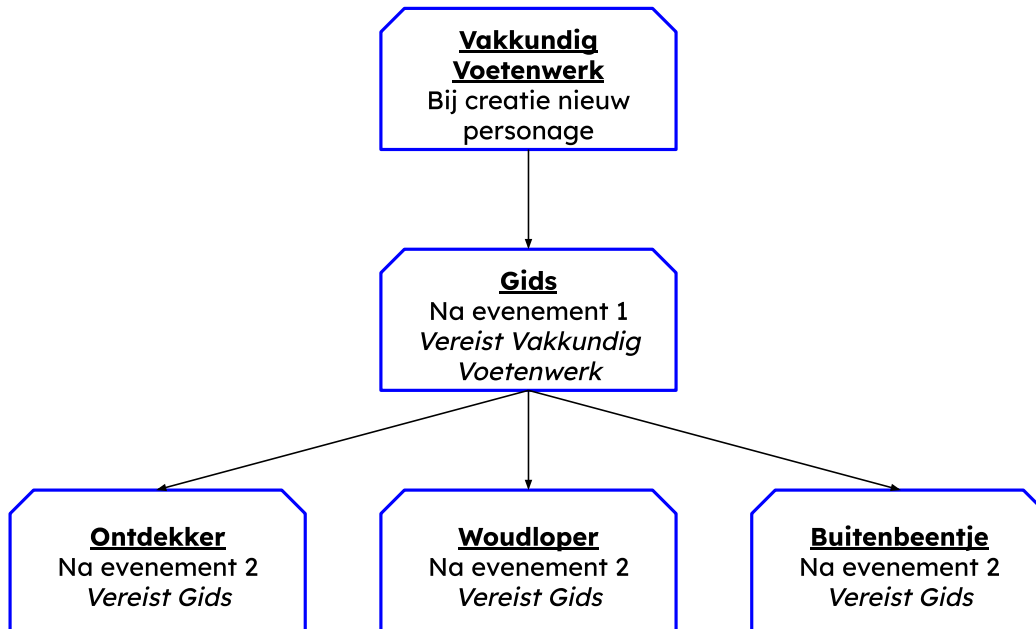 Vakkundig
Voetenwerk
Bij creatie nieuw
personage
Gids
Na evenement 1
Vereist Vakkundig
Voetenwerk
Ontdekker
Na evenement 2
Vereist Gids
Woudloper
Na evenement 2
Vereist Gids
Buitenbeentje
Na evenement 2
Vereist Gids